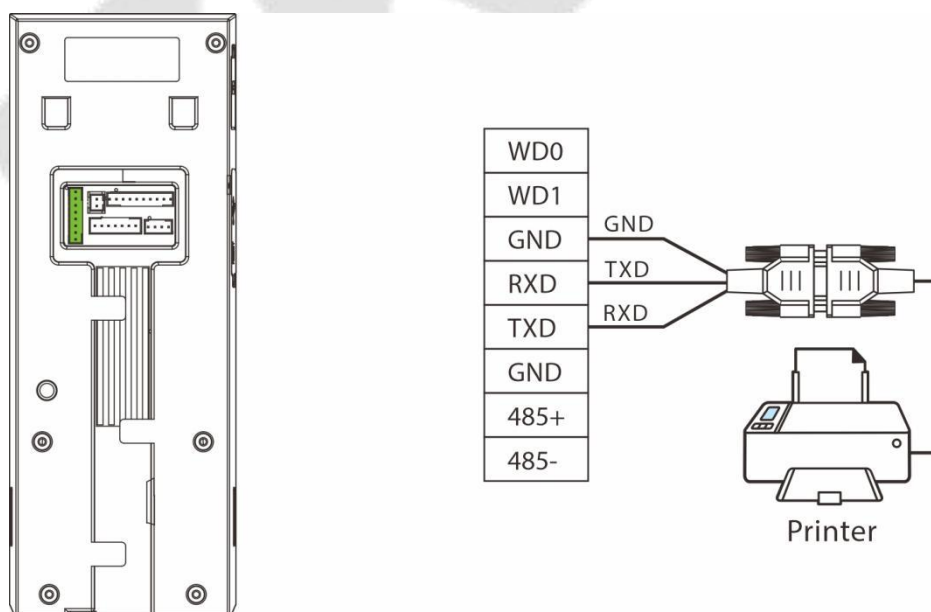 WD0
WD1
GND
RXD
TXD
GND
485+
485-
GND
TXD
RXD
Printer